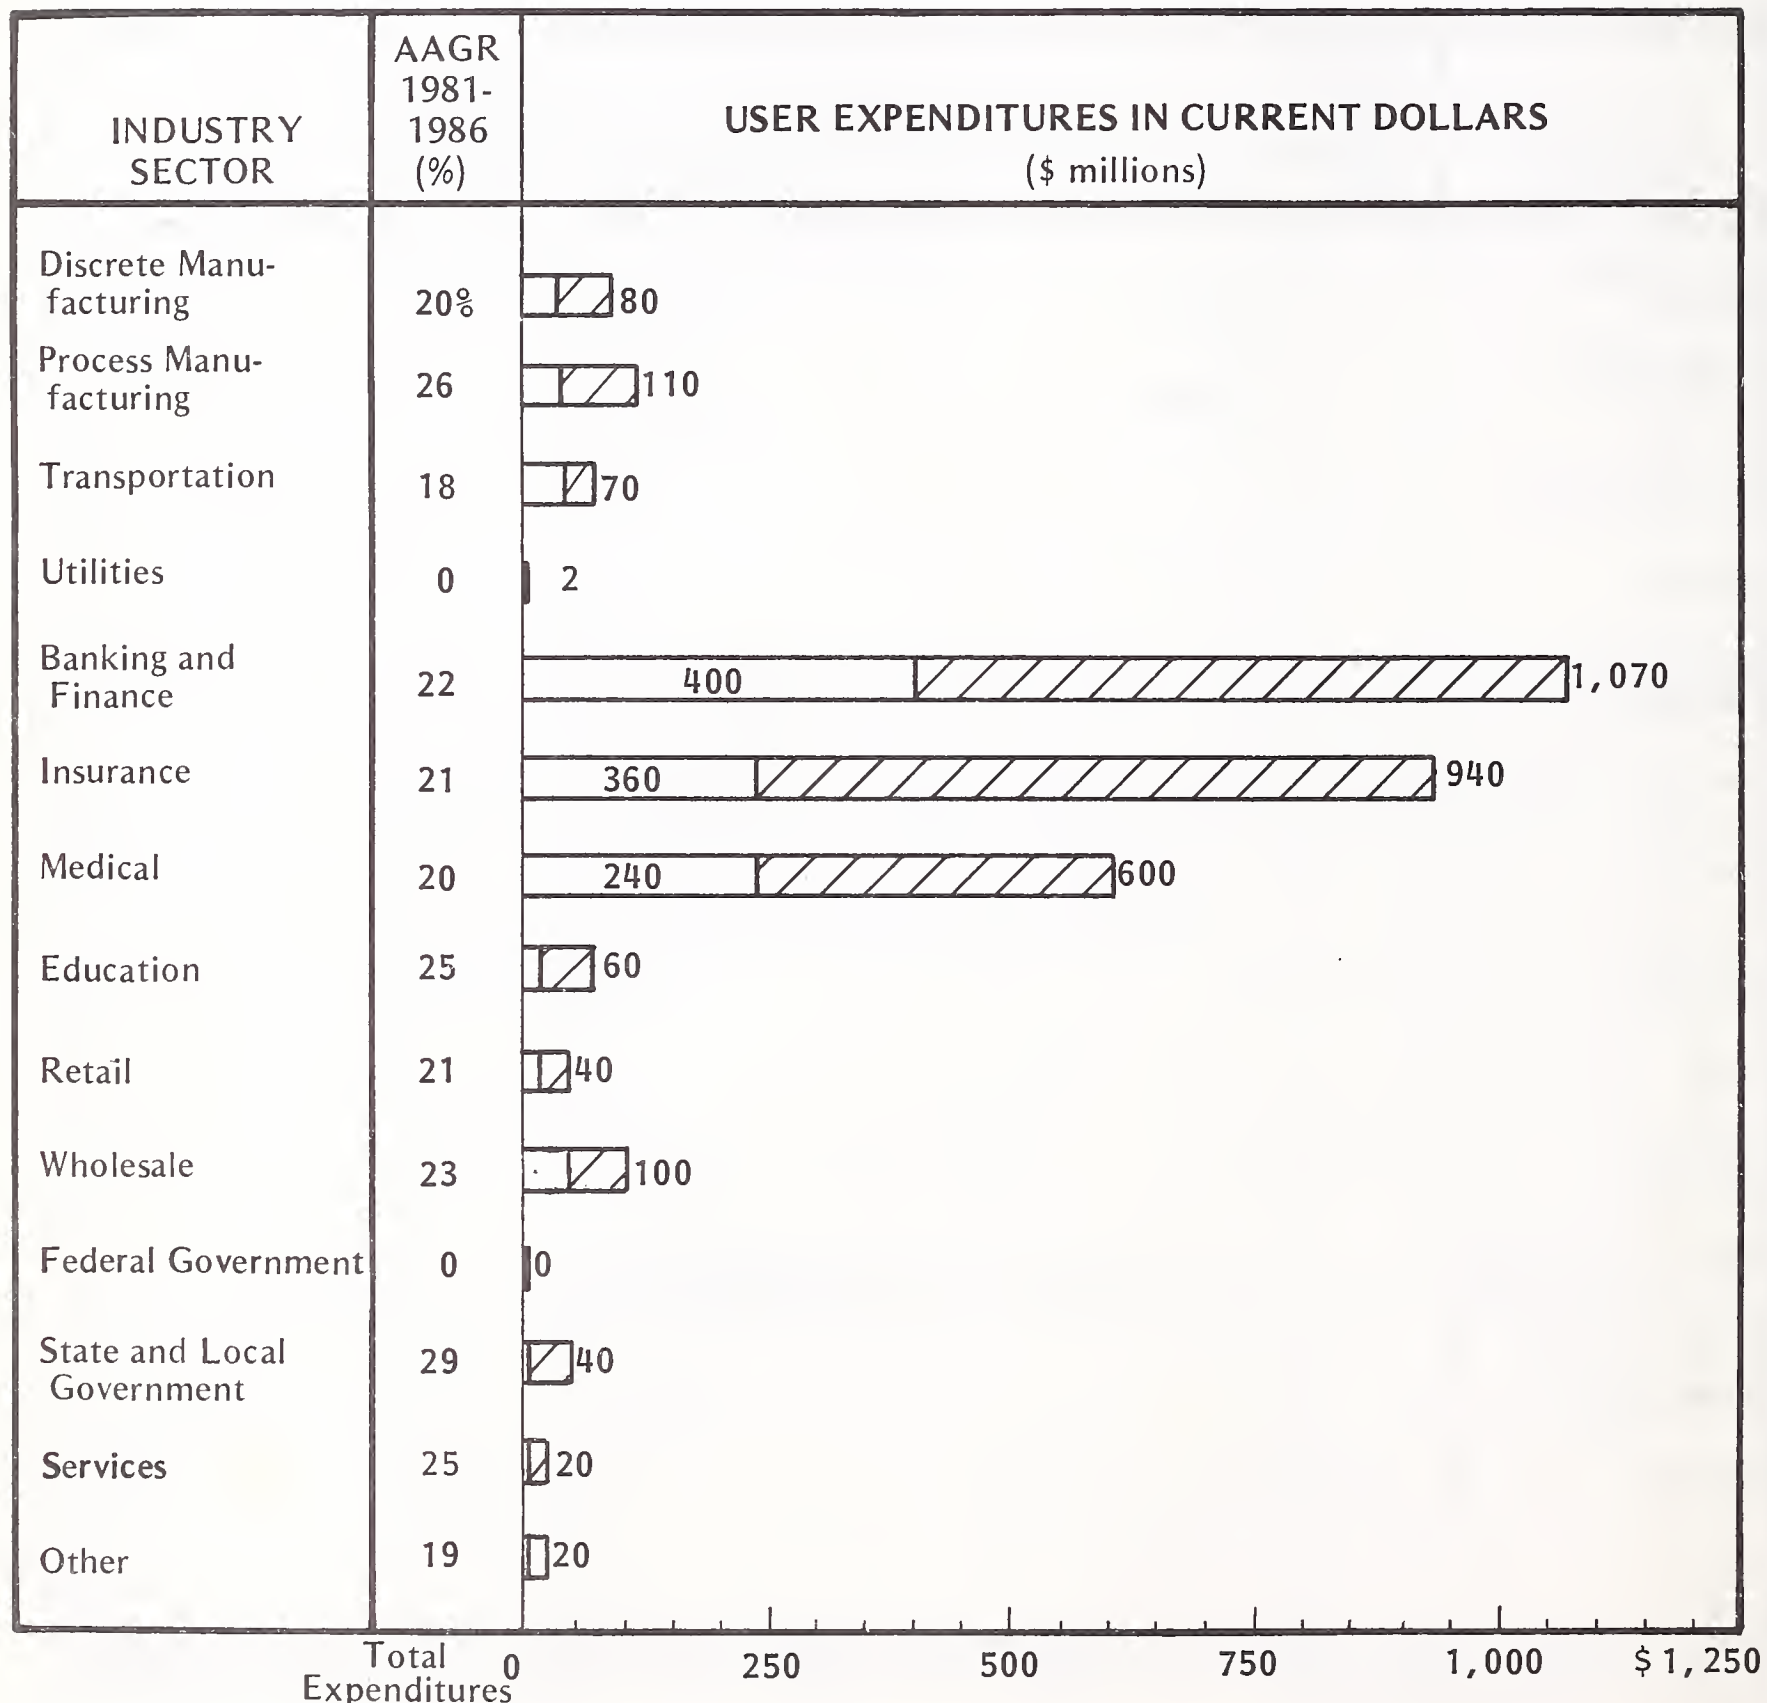 INDUSTRY
SECTOR
AAGR
1981-
1986
(%)
USER EXPENDITURES IN CURRENT DOLLARS
($ millions)
Discrete Manu-
facturing
20%
80
Process Manu-
facturing
26
110
Transportation
18
70
Utilities
0
2
Banking and
Finance
22
400
1,070
Insurance
21
360
940
Medical
20
240
600
Education
25
60
Retail
21
40
Wholesale
23
100
Federal Government
0
0
State and Local
Government
29
40
Services
25
20
Other
19
20
Total
Expenditures
0
250
500
750
1,000
$ 1,250